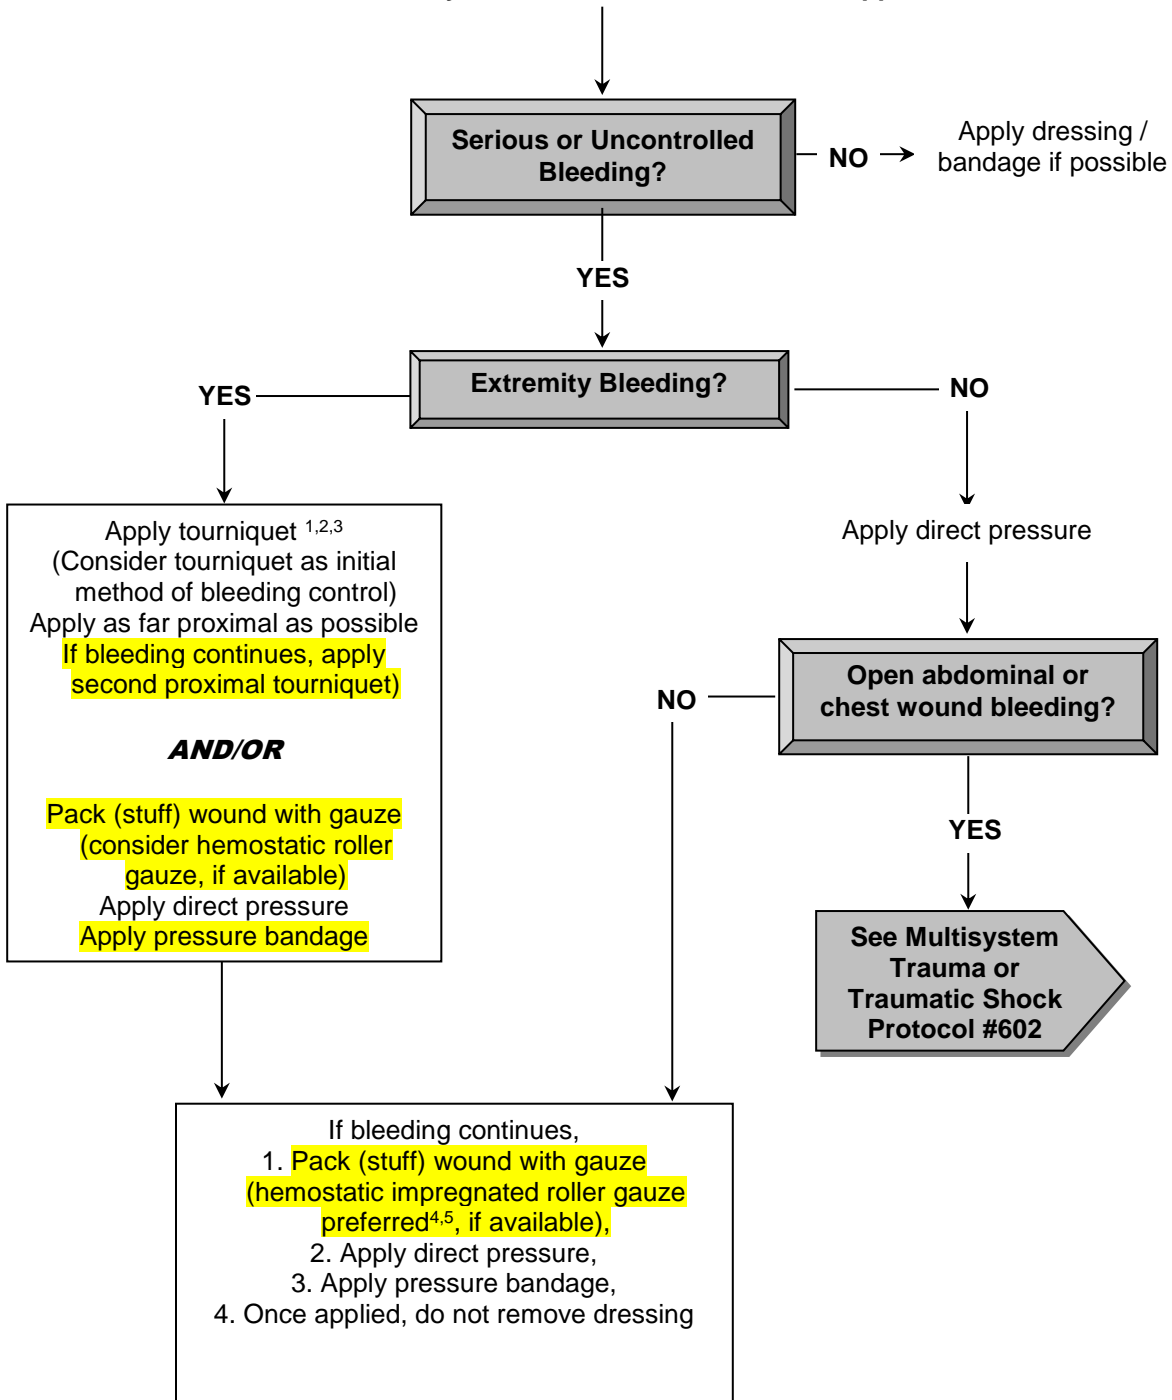 Serious or Uncontrolled
Bleeding?
NO
Apply dressing /
bandage if possible
YES
Extremity Bleeding?
YES
NO
Apply tourniquet 1,2,3
(Consider tourniquet as initial
method of bleeding control)
Apply as far proximal as possible
If bleeding continues, apply
second proximal tourniquet)
AND/OR
Pack (stuff) wound with gauze
(consider hemostatic roller
gauze, if available)
Apply direct pressure
Apply pressure bandage
Apply direct pressure
Open abdominal or
chest wound bleeding?
NO
YES
See Multisystem
Trauma or
Traumatic Shock
Protocol #602
If bleeding continues,
1. Pack (stuff) wound with gauze
(hemostatic impregnated roller gauze
preferred4,5, if available),
2. Apply direct pressure,
3. Apply pressure bandage,
4. Once applied, do not remove dressing